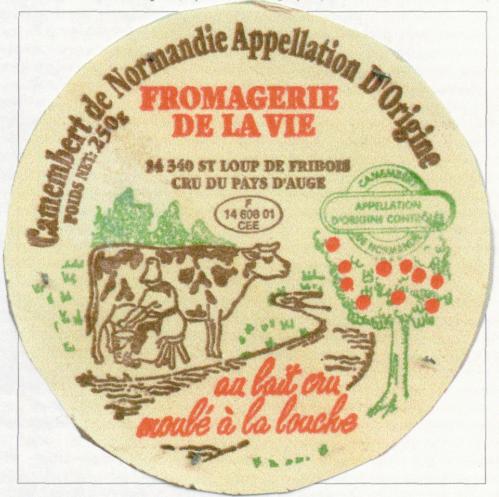 Camembert de Normandie Appellation D'Origine
POIDS NET: 250g
FROMAGERIE
DE LA VIE
14 340 ST LOUP DE FRIBOIS
CRU DU PAYS D'AUGE
F
14 608 01
CEE
CAMEMBERT
APPELLATION
D'ORIGINE CONTRÔLÉE
DE NORMANDIE
au lait cru
moulé à la louche